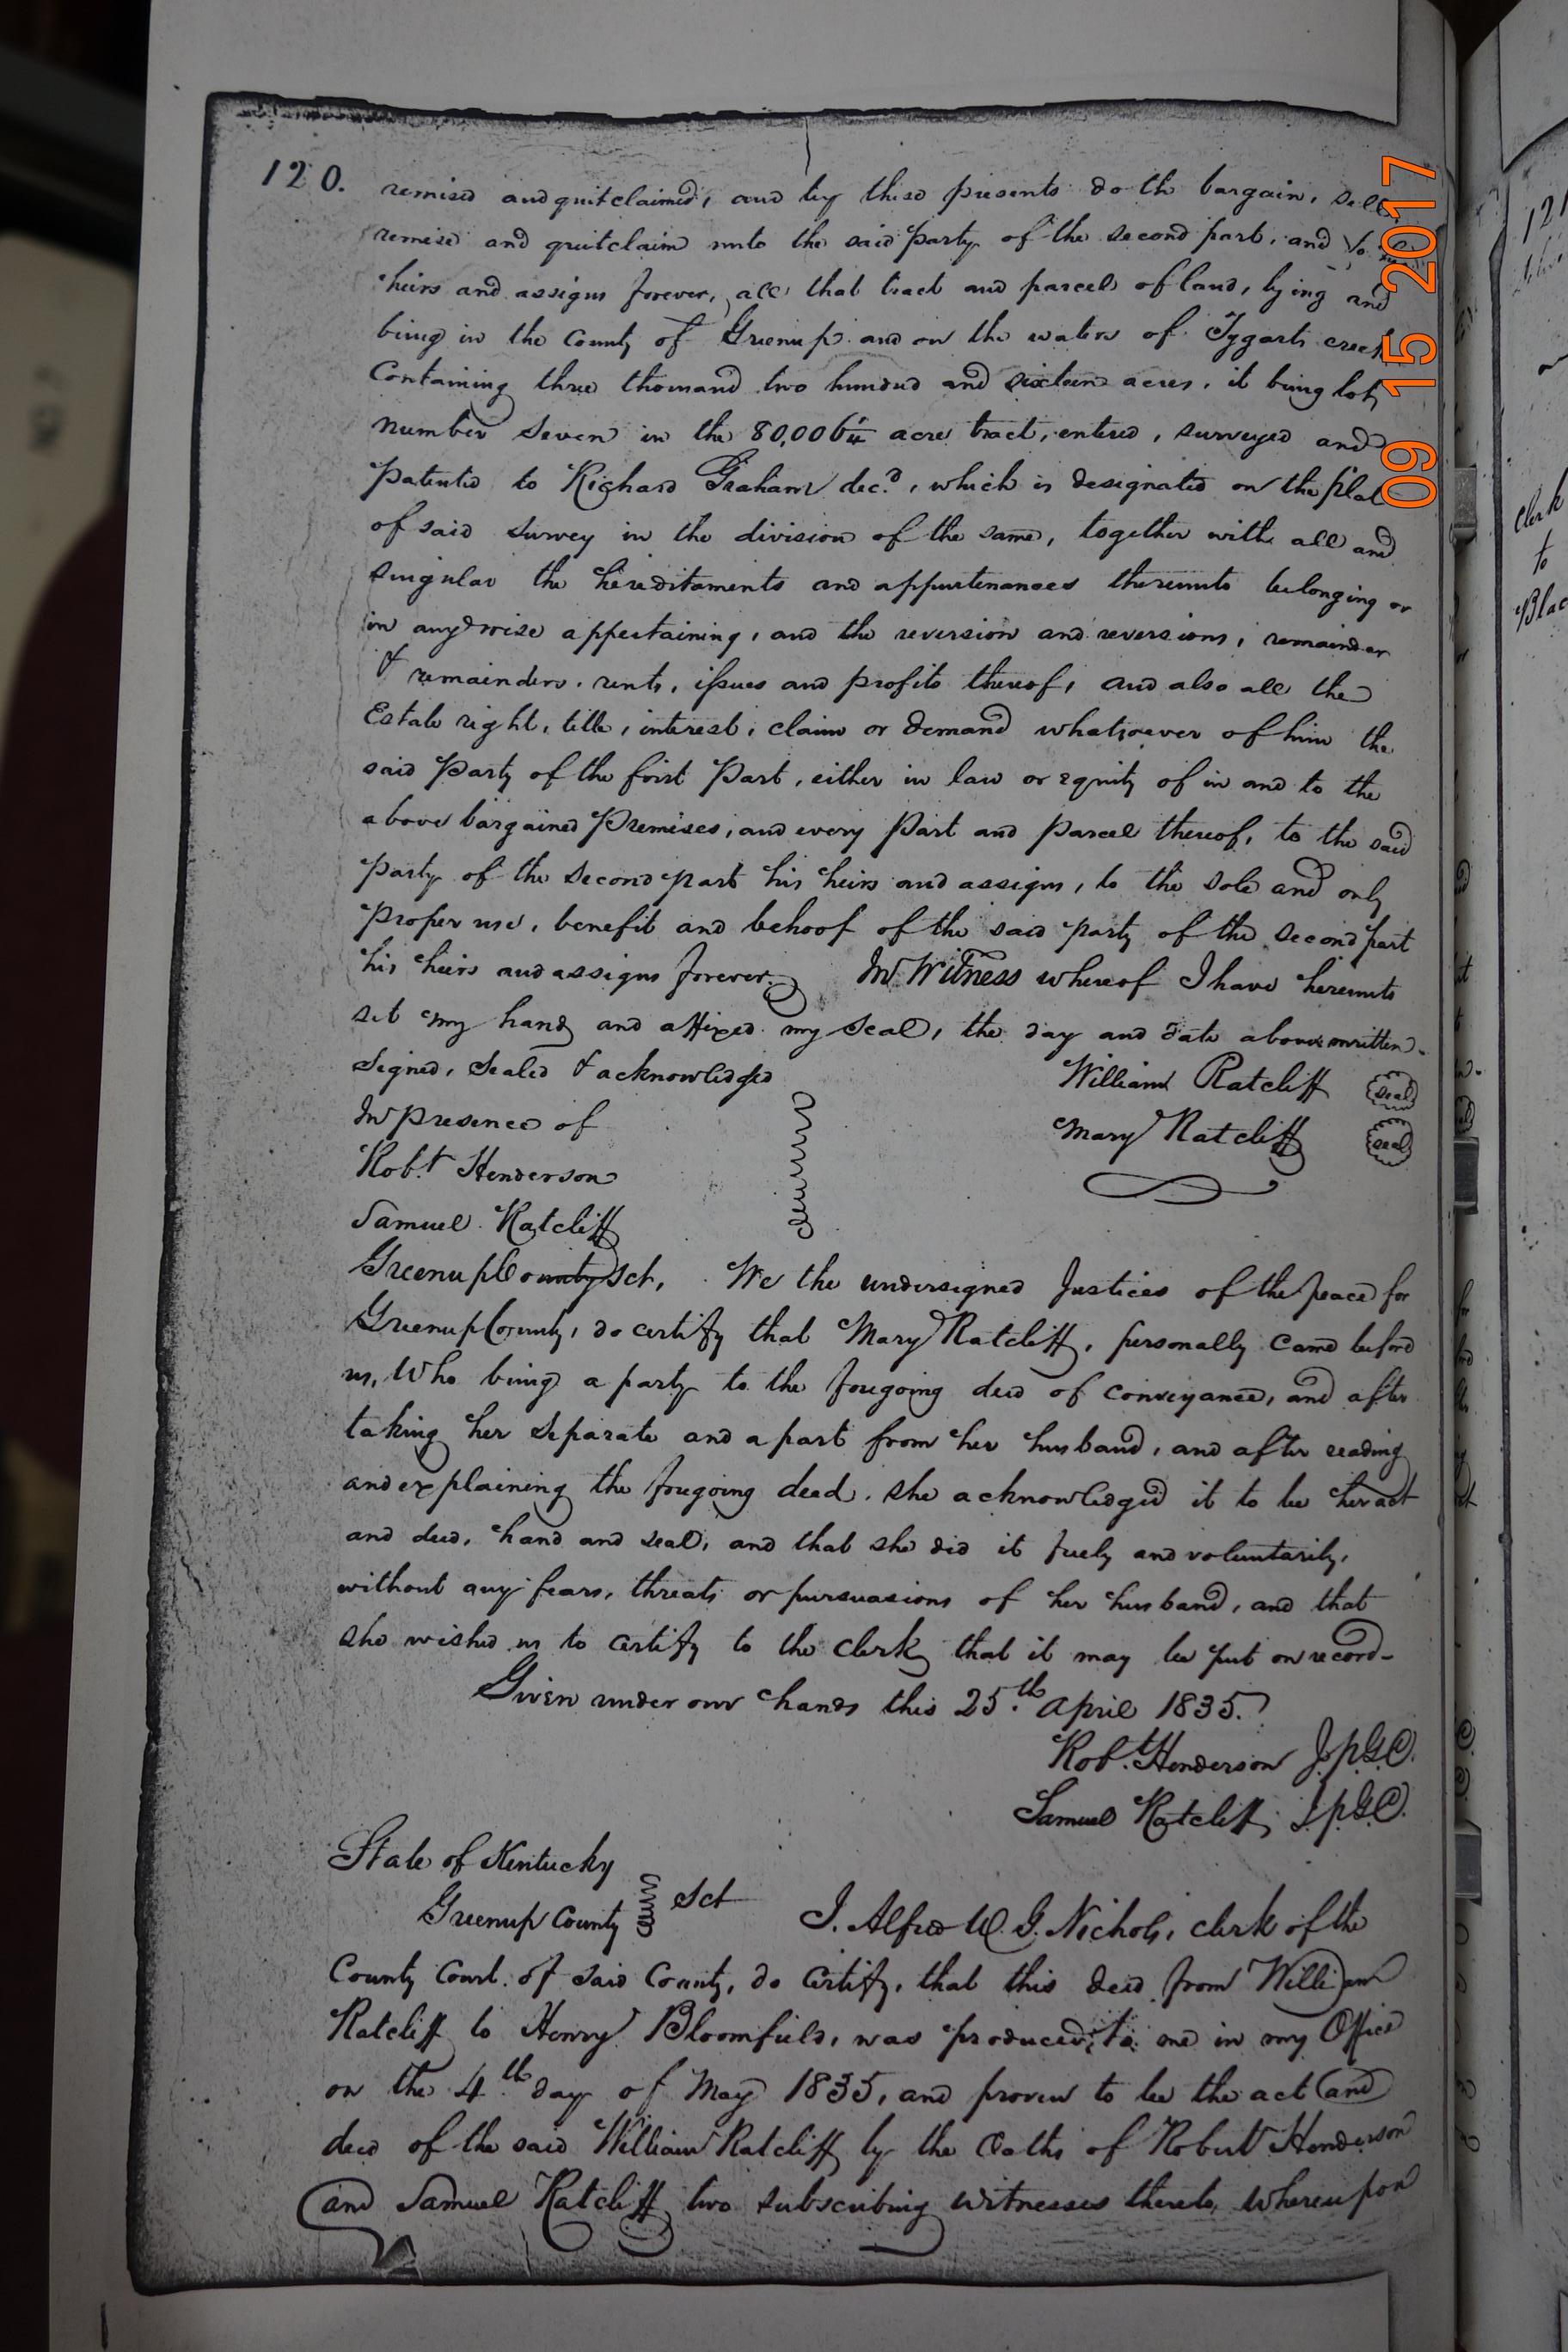 120.
remised and quitclaimed, and by these presents doth bargain, sell
remise and quitclaim unto the said party of the second part, and to
heirs and assigns forever, all that tract and parcel of land, lying and
being in the County of Greenup and on the waters of Tygarts creek
Containing three thousand two hundred and sixteen acres, it being lot
number seven in the 80,006 1/4 acre tract, entered, surveyed and
Patented to Richard Graham dec.d, which is designated on the plat
of said survey in the division of the same, together with all and
singular the hereditaments and appurtenances thereunto belonging or
in any wise appertaining, and the reversion and reversions, remainder
& remainders, rents, issues and profits thereof, and also all the
Estate right, title, interest, claim or demand whatsoever of him the
said Party of the first Part, either in law or equity of in and to the
above bargained Premises, and every Part and Parcel thereof, to the said
Party of the second part his heirs and assigns, to the sole and only
Proper use, benefit and behoof of the said party of the second part
his heirs and assigns forever. In Witness whereof I have hereunto
set my hand and affixed my seal, the day and date above written.
Signed, Sealed & acknowledged
In presence of
Robt. Henderson
Samuel Ratcliff
William Ratcliff seal
Mary Ratcliff seal
Greenup County Sct. We the undersigned Justices of the peace for
Greenup County, do certify that Mary Ratcliff, personally came before
us, Who being a party to the foregoing deed of conveyance, and after
taking her separate and apart from her husband, and after reading
and explaining the foregoing deed. she acknowledged it to be her act
and deed, hand and seal, and that she did it freely and voluntarily,
without any fears, threats or pursuasions of her husband, and that
she wished us to certify to the clerk that it may be put on record-
Given under our hands this 25.th April 1835.
Robt. Henderson J.P.G.C.
Samuel Ratcliff J.P.G.C.
State of Kentucky
Greenup County Sct I. Alfred W. G. Nichols, clerk of the
County Court of said County, do certify, that this deed from William
Ratcliff to Henry Bloomfield, was produced to me in my Office
on the 4.th day of May 1835, and proven to be the act and
deed of the said William Ratcliff by the Oaths of Robert Henderson
and Samuel Ratcliff two subscribing witnesses thereto, whereupon
09 15 2017
121
Clerk
to